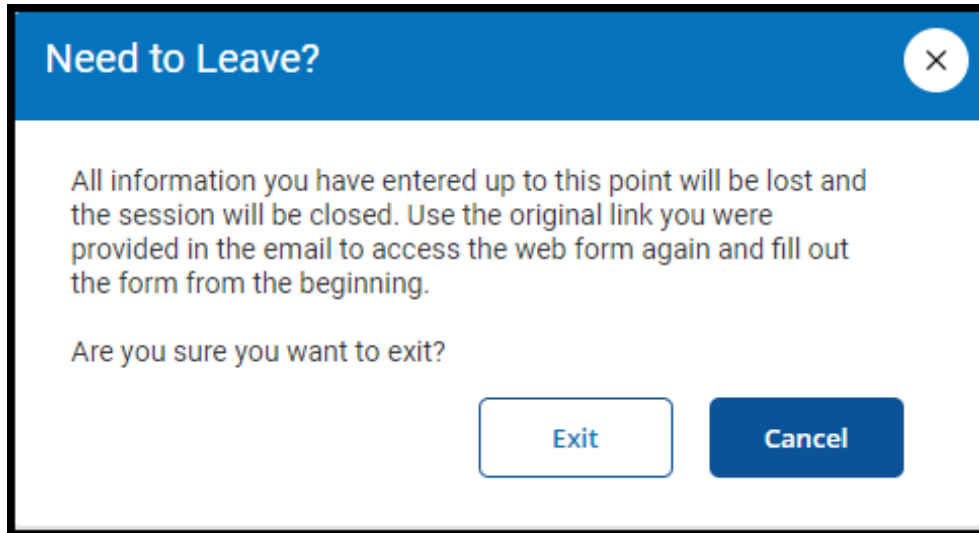 Need to Leave?
All information you have entered up to this point will be lost and
the session will be closed. Use the original link you were
provided in the email to access the web form again and fill out
the form from the beginning.
Are you sure you want to exit?
Exit
Cancel